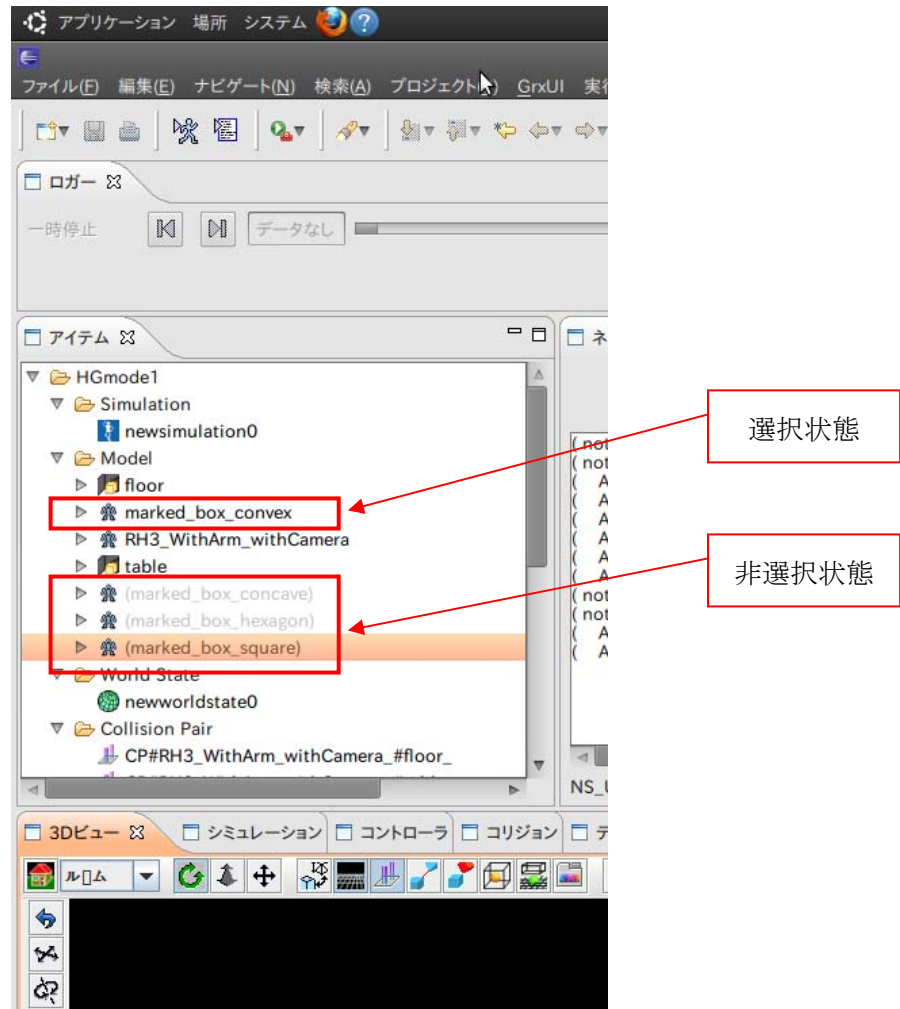 アプリケーション 場所 システム
ファイル(F) 編集(E) ナビゲート(N) 検索(A) プロジェクト GrxUI
ロガー
一時停止 データなし
アイテム ネ
HGmode1
Simulation
newsimulation0
Model
floor
marked_box_convex
RH3_WithArm_withCamera
table
(marked_box_concave)
(marked_box_hexagon)
(marked_box_square)
World State
newworldstate0
Collision Pair
CP#RH3_WithArm_withCamera_#floor_
選択状態
非選択状態
( not
( not
( A
( A
( A
( A
( A
( A
( not
( not
( A
( A
3Dビュー シミュレーション コントローラ コリジョン